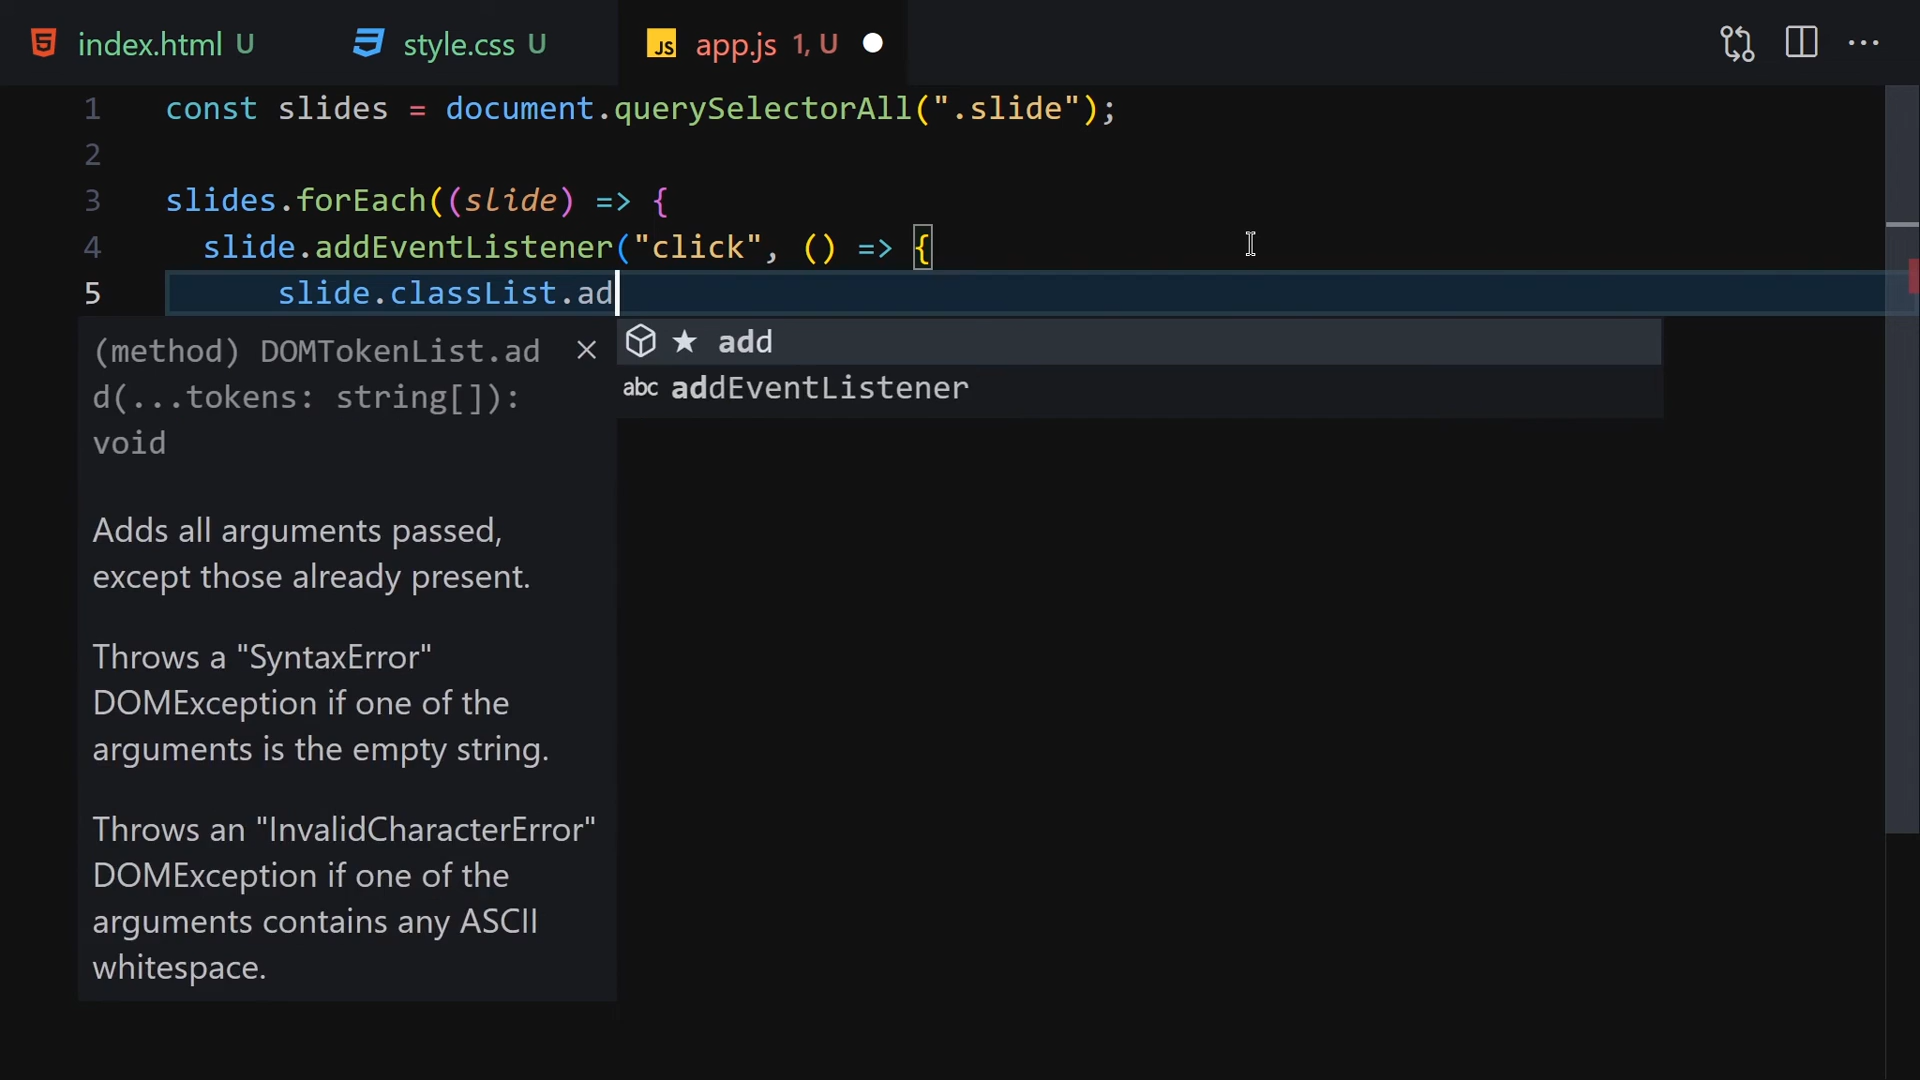 index.html U style.css U JS app.js 1, U
1 const slides = document.querySelectorAll(".slide");
2
3 slides.forEach((slide) => {
4 slide.addEventListener("click", () => {
5 slide.classList.ad
(method) DOMTokenList.ad
d(...tokens: string[]):
void
Adds all arguments passed,
except those already present.
Throws a "SyntaxError"
DOMException if one of the
arguments is the empty string.
Throws an "InvalidCharacterError"
DOMException if one of the
arguments contains any ASCII
whitespace.
★ add
abc addEventListener